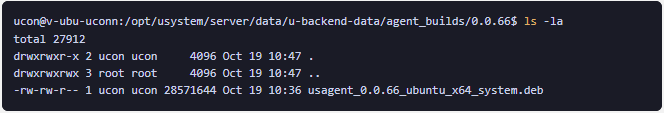 ucon@v-ubu-uconn:/opt/usystem/server/data/u-backend-data/agent_builds/0.0.66$ ls -la
total 27912
drwxrwxr-x 2 ucon ucon     4096 Oct 19 10:47 .
drwxrwxrwx 3 root root     4096 Oct 19 10:47 ..
-rw-rw-r-- 1 ucon ucon 28571644 Oct 19 10:36 usagent_0.0.66_ubuntu_x64_system.deb